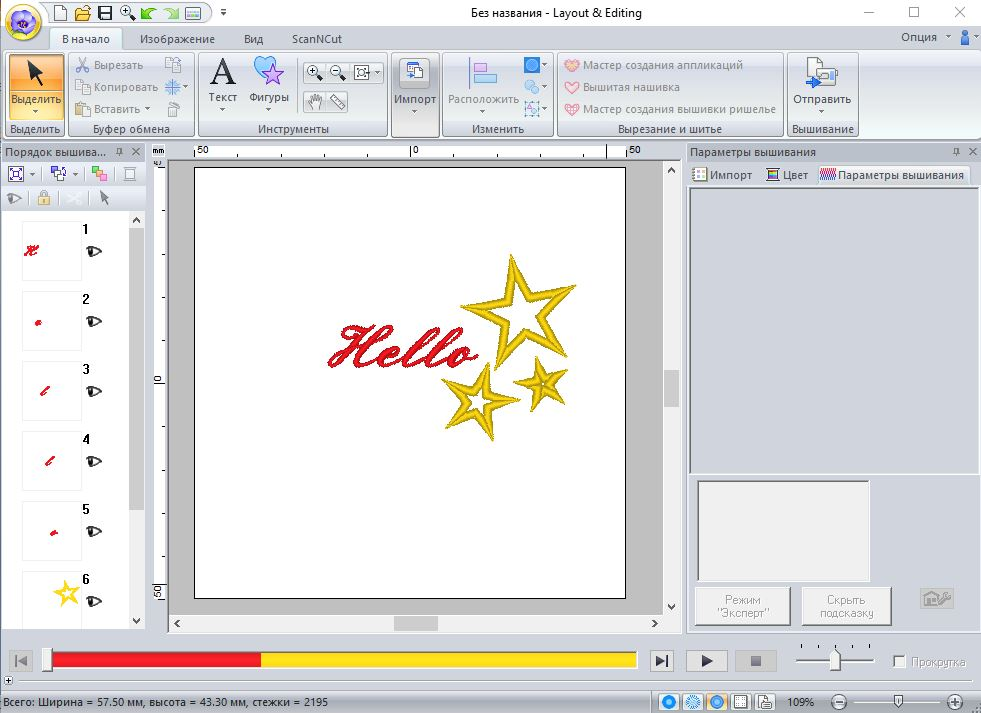 Без названия - Layout & Editing
В начало Изображение Вид ScanNCut Опция
Выделить
Выделить
Вырезать
Копировать
Вставить
Буфер обмена
Текст Фигуры
Инструменты
Импорт
Расположить
Изменить
Мастер создания аппликаций
Вышитая нашивка
Мастер создания вышивки ришелье
Вырезание и шитье
Отправить
Вышивание
Порядок вышива...
1
2
3
4
5
6
mm 50 0 50
0
50
Hello
Параметры вышивания
Импорт Цвет Параметры вышивания
Режим
"Эксперт"
Скрыть
подсказку
Прокрутка
Всего: Ширина = 57.50 мм, высота = 43.30 мм, стежки = 2195 109%